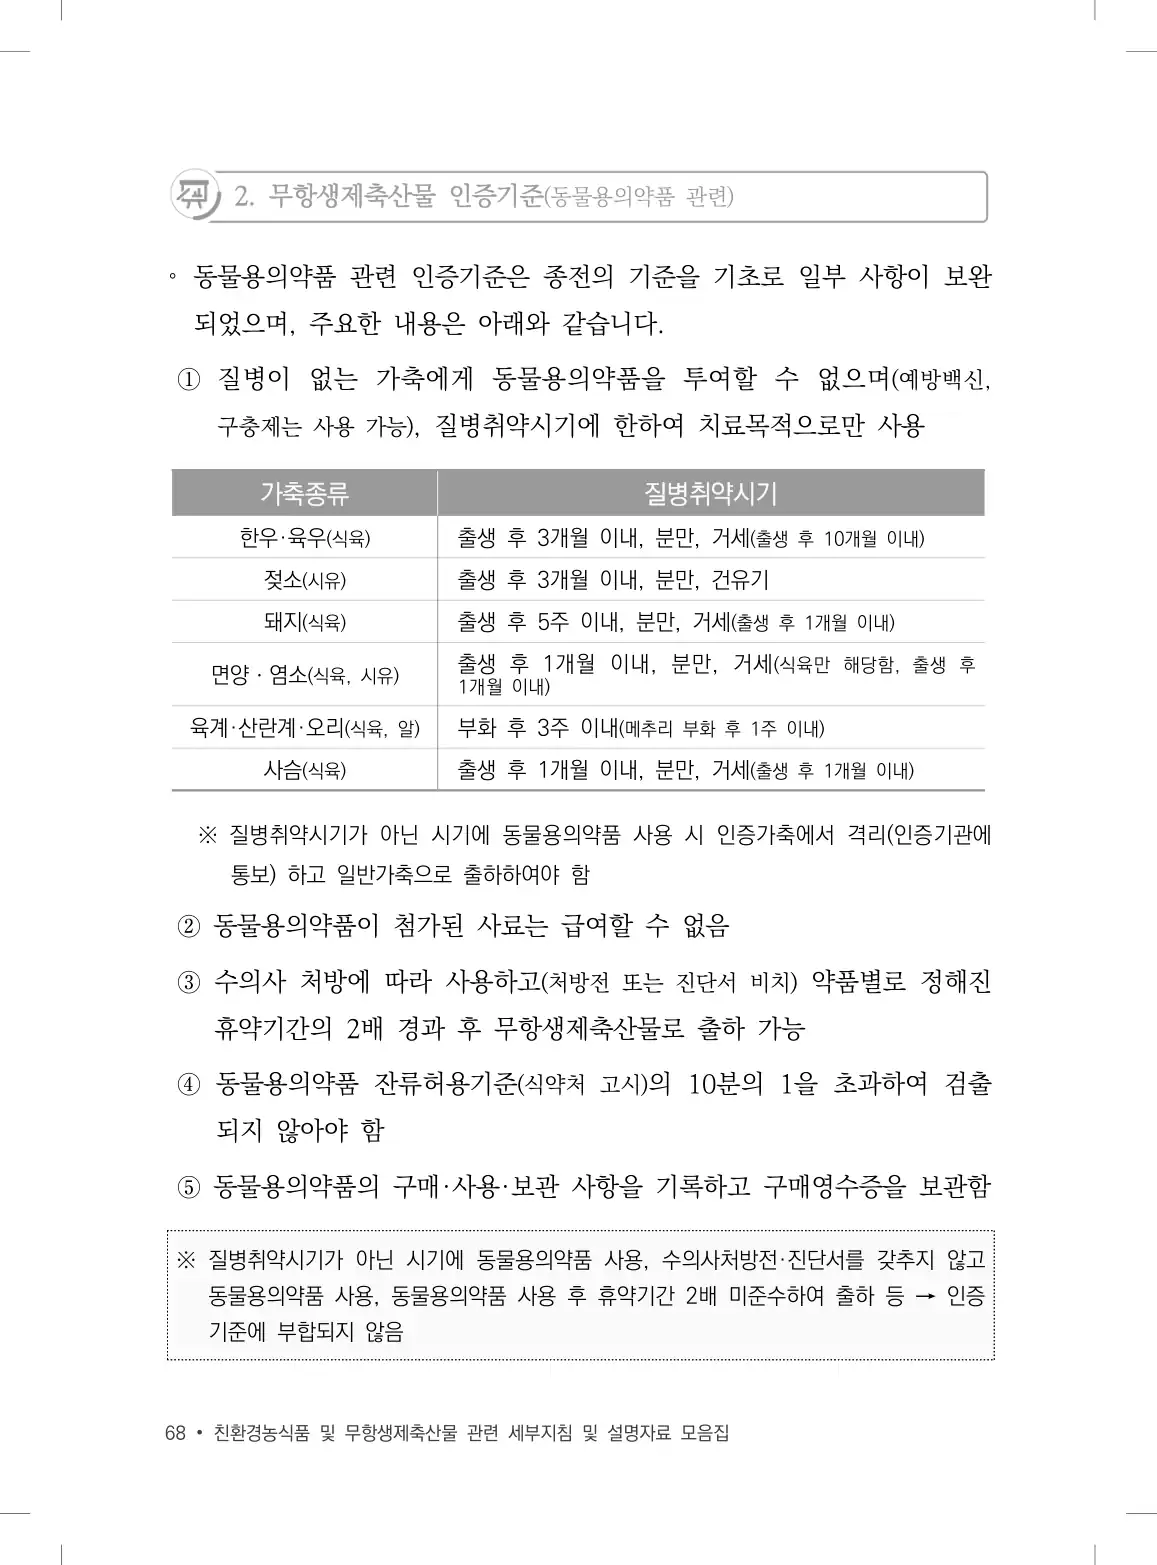 2. 무항생제축산물 인증기준(동물용의약품 관련)
◦ 동물용의약품 관련 인증기준은 종전의 기준을 기초로 일부 사항이 보완
되었으며, 주요한 내용은 아래와 같습니다.
① 질병이 없는 가축에게 동물용의약품을 투여할 수 없으며(예방백신,
구충제는 사용 가능), 질병취약시기에 한하여 치료목적으로만 사용
가축종류 질병취약시기
한우·육우(식육) 출생 후 3개월 이내, 분만, 거세(출생 후 10개월 이내)
젖소(시유) 출생 후 3개월 이내, 분만, 건유기
돼지(식육) 출생 후 5주 이내, 분만, 거세(출생 후 1개월 이내)
면양 · 염소(식육, 시유) 출생 후 1개월 이내, 분만, 거세(식육만 해당함, 출생 후
1개월 이내)
육계·산란계·오리(식육, 알) 부화 후 3주 이내(메추리 부화 후 1주 이내)
사슴(식육) 출생 후 1개월 이내, 분만, 거세(출생 후 1개월 이내)
※ 질병취약시기가 아닌 시기에 동물용의약품 사용 시 인증가축에서 격리(인증기관에
통보) 하고 일반가축으로 출하하여야 함
② 동물용의약품이 첨가된 사료는 급여할 수 없음
③ 수의사 처방에 따라 사용하고(처방전 또는 진단서 비치) 약품별로 정해진
휴약기간의 2배 경과 후 무항생제축산물로 출하 가능
④ 동물용의약품 잔류허용기준(식약처 고시)의 10분의 1을 초과하여 검출
되지 않아야 함
⑤ 동물용의약품의 구매·사용·보관 사항을 기록하고 구매영수증을 보관함
※ 질병취약시기가 아닌 시기에 동물용의약품 사용, 수의사처방전·진단서를 갖추지 않고
동물용의약품 사용, 동물용의약품 사용 후 휴약기간 2배 미준수하여 출하 등 → 인증
기준에 부합되지 않음
68 • 친환경농식품 및 무항생제축산물 관련 세부지침 및 설명자료 모음집